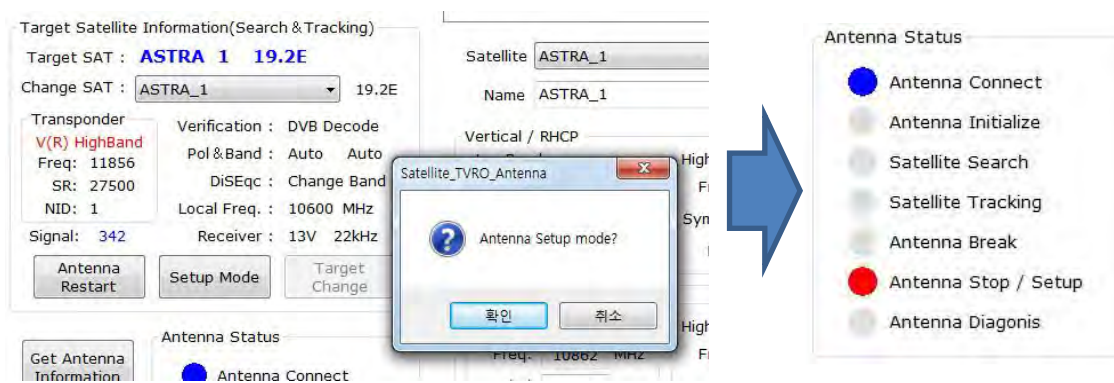 Target Satellite Information(Search & Tracking)
Target SAT : ASTRA 1 19.2E
Change SAT : ASTRA_1 19.2E
Transponder
V(R) HighBand
Freq: 11856
SR: 27500
NID: 1
Signal: 342
Verification : DVB Decode
Pol&Band : Auto Auto
DiSEqc : Change Band
Local Freq. : 10600 MHz
Receiver : 13V 22kHz
Antenna
Restart
Setup Mode
Target
Change
Get Antenna
Information
Antenna Status
Antenna Connect
Satellite ASTRA_1
Name ASTRA_1
Vertical / RHCP
High
Sym
High
Freq: 10862 MHz
Satellite_TVRO_Antenna
Antenna Setup mode?
확인
취소
Antenna Status
Antenna Connect
Antenna Initialize
Satellite Search
Satellite Tracking
Antenna Break
Antenna Stop / Setup
Antenna Diagonis